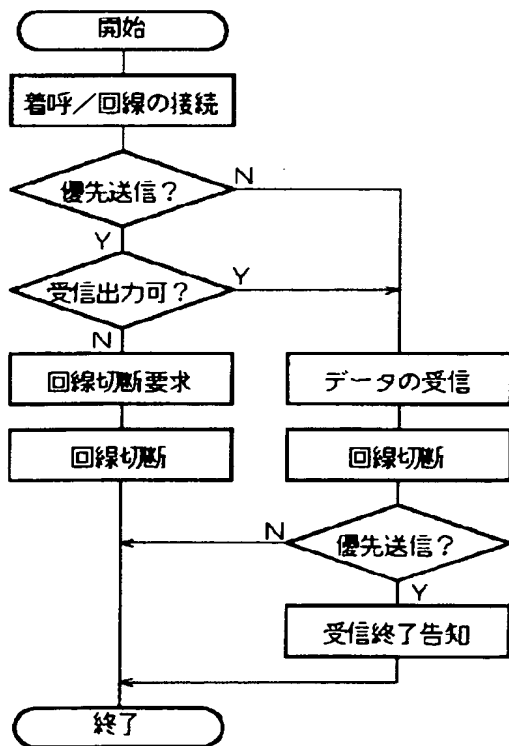 開始
着呼/回線の接続
優先送信?
N
Y
受信出力可?
Y
N
回線切断要求
データの受信
回線切断
回線切断
N
優先送信?
Y
受信終了告知
終了